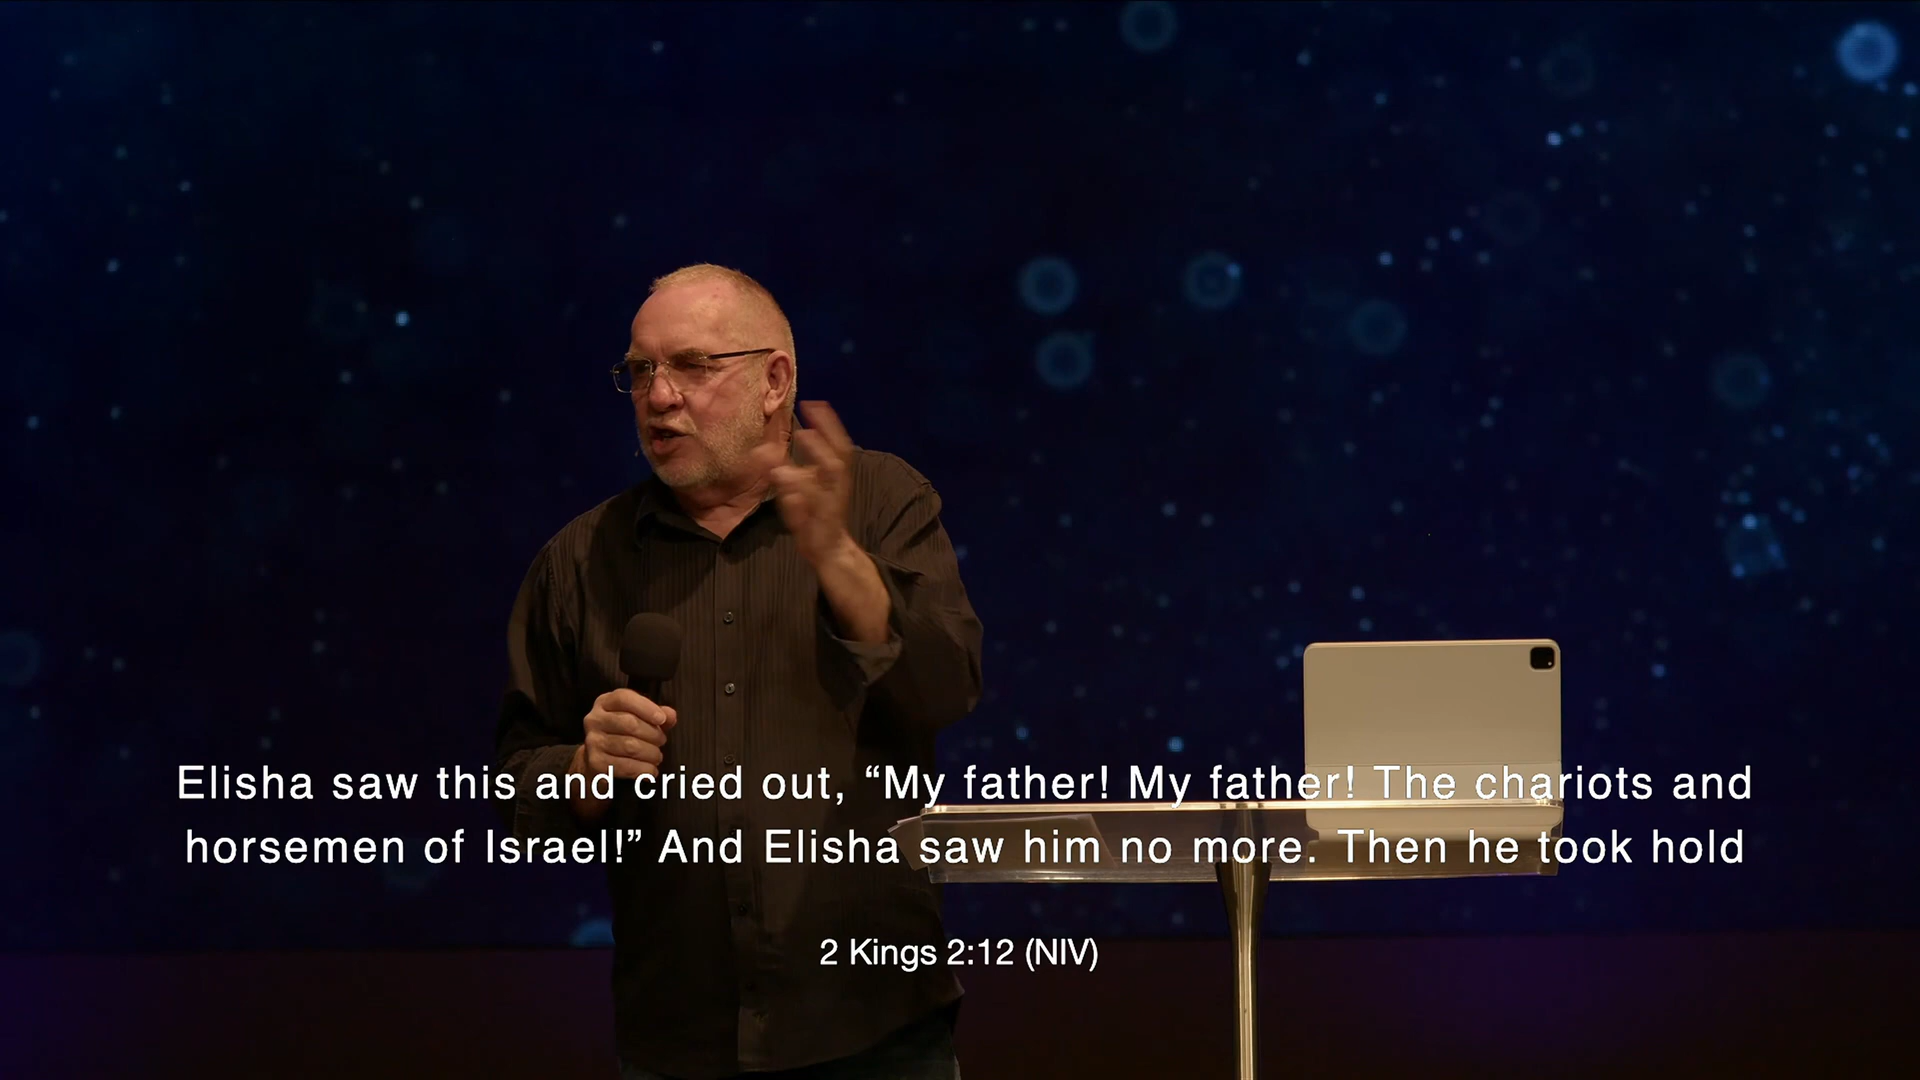 Elisha saw this and cried out, “My father! My father! The chariots and
horsemen of Israel!” And Elisha saw him no more. Then he took hold
2 Kings 2:12 (NIV)